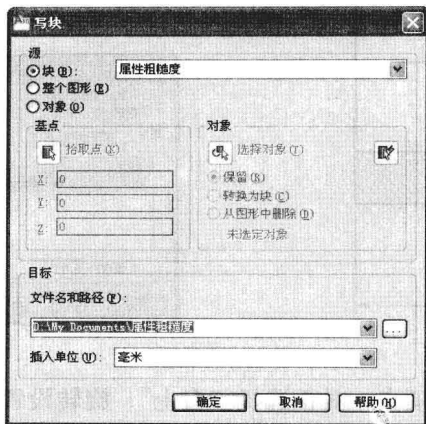 写块
源
块(B): 属性粗糙度
整个图形(E)
对象(O)
基点
拾取点(K)
X: 0
Y: 0
Z: 0
对象
选择对象(T)
保留(R)
转换为块(C)
从图形中删除(D)
未选定对象
目标
文件名和路径(F):
D:\My Documents\属性粗糙度
...
插入单位(U): 毫米
确定 取消 帮助(H)